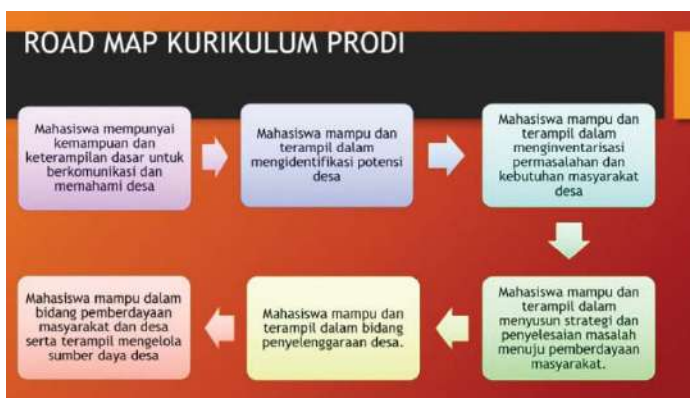 ROAD MAP KURIKULUM PRODI
Mahasiswa mempunyai
kemampuan dan
keterampilan dasar untuk
berkomunikasi dan
memahami desa
Mahasiswa mampu dan
terampil dalam
mengidentifikasi potensi
desa
Mahasiswa mampu dan
terampil dalam
menginventarisasi
permasalahan dan
kebutuhan masyarakat
desa
Mahasiswa mampu dan
terampil dalam
menyusun strategi dan
penyelesaian masalah
menuju pemberdayaan
masyarakat.
Mahasiswa mampu dan
terampil dalam bidang
penyelenggaraan desa.
Mahasiswa mampu dalam
bidang pemberdayaan
masyarakat dan desa
serta terampil mengelola
sumber daya desa